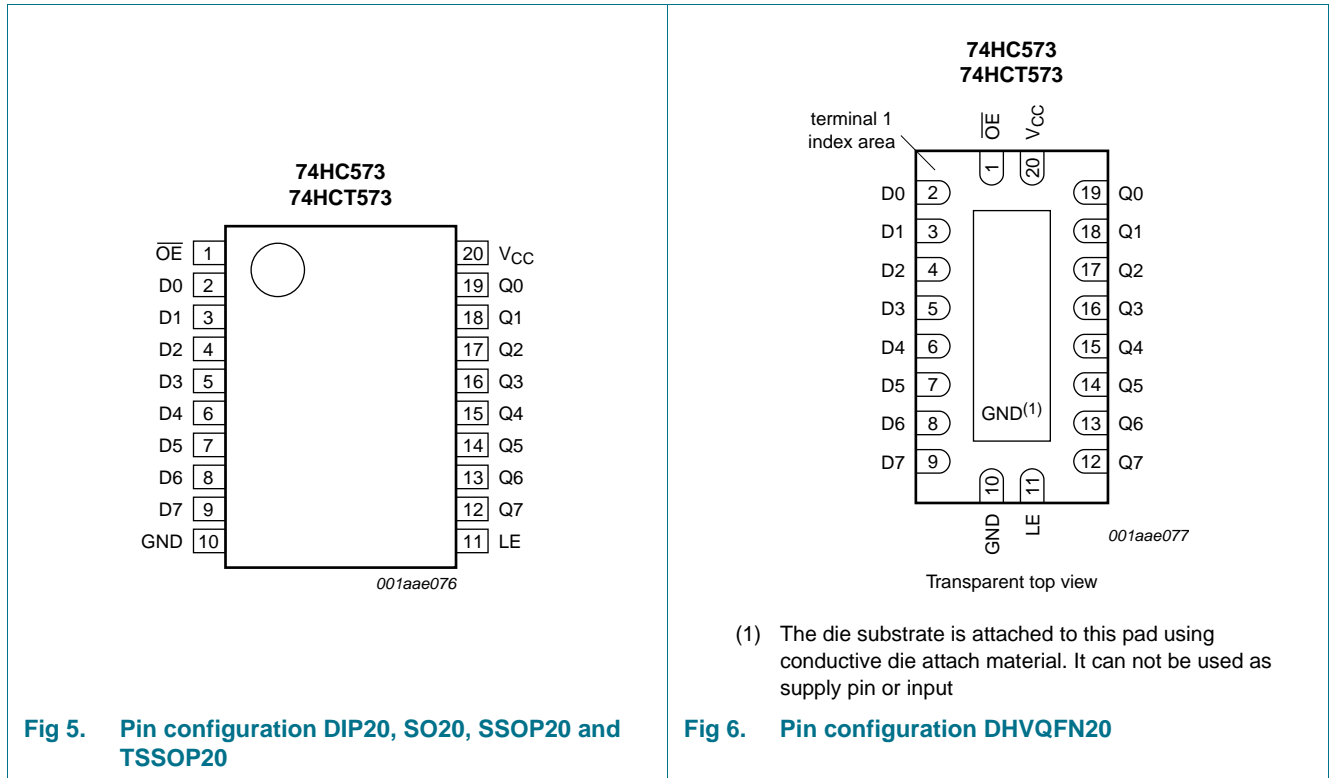 74HC573
74HCT573
OE 1
D0 2
D1 3
D2 4
D3 5
D4 6
D5 7
D6 8
D7 9
GND 10
20 VCC
19 Q0
18 Q1
17 Q2
16 Q3
15 Q4
14 Q5
13 Q6
12 Q7
11 LE
001aae076
Fig 5. Pin configuration DIP20, SO20, SSOP20 and
TSSOP20
74HC573
74HCT573
terminal 1
index area
OE
VCC
1
20
D0 2
D1 3
D2 4
D3 5
D4 6
D5 7
D6 8
D7 9
19 Q0
18 Q1
17 Q2
16 Q3
15 Q4
14 Q5
13 Q6
12 Q7
GND(1)
10
11
GND
LE
001aae077
Transparent top view
(1) The die substrate is attached to this pad using
conductive die attach material. It can not be used as
supply pin or input
Fig 6. Pin configuration DHVQFN20